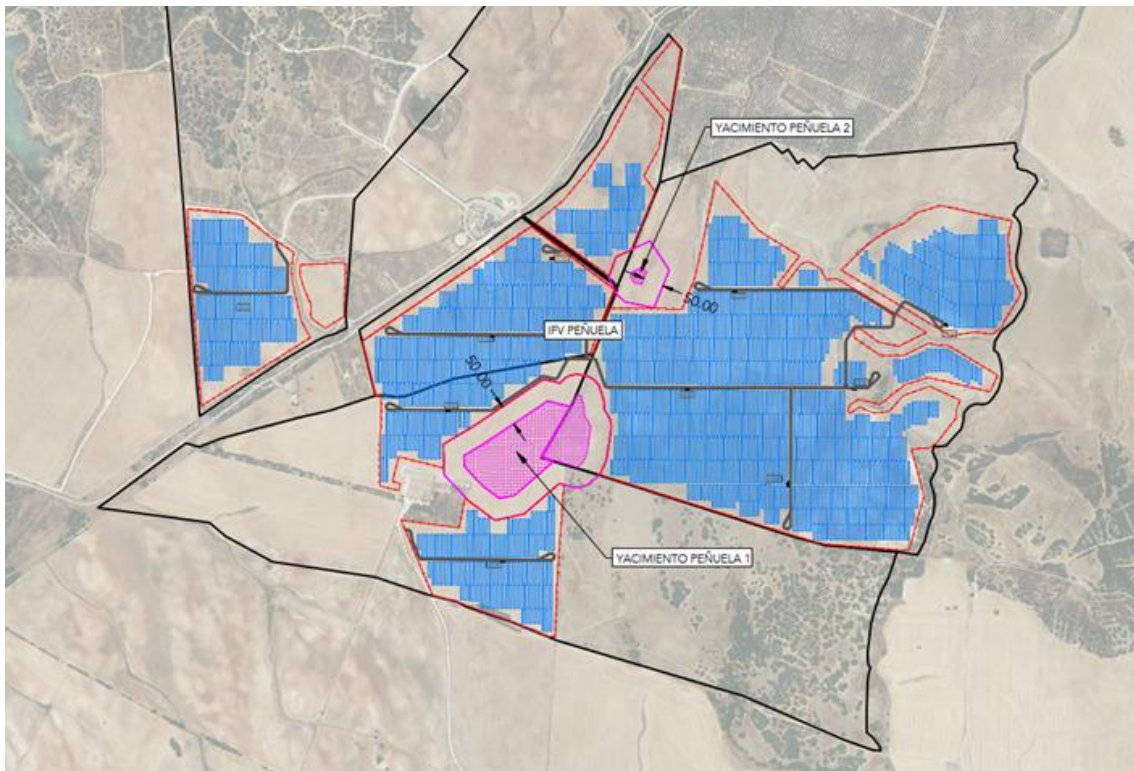 YACIMIENTO PEÑUELA 2
50.00
IFV PEÑUELA
50.00
YACIMIENTO PEÑUELA 1